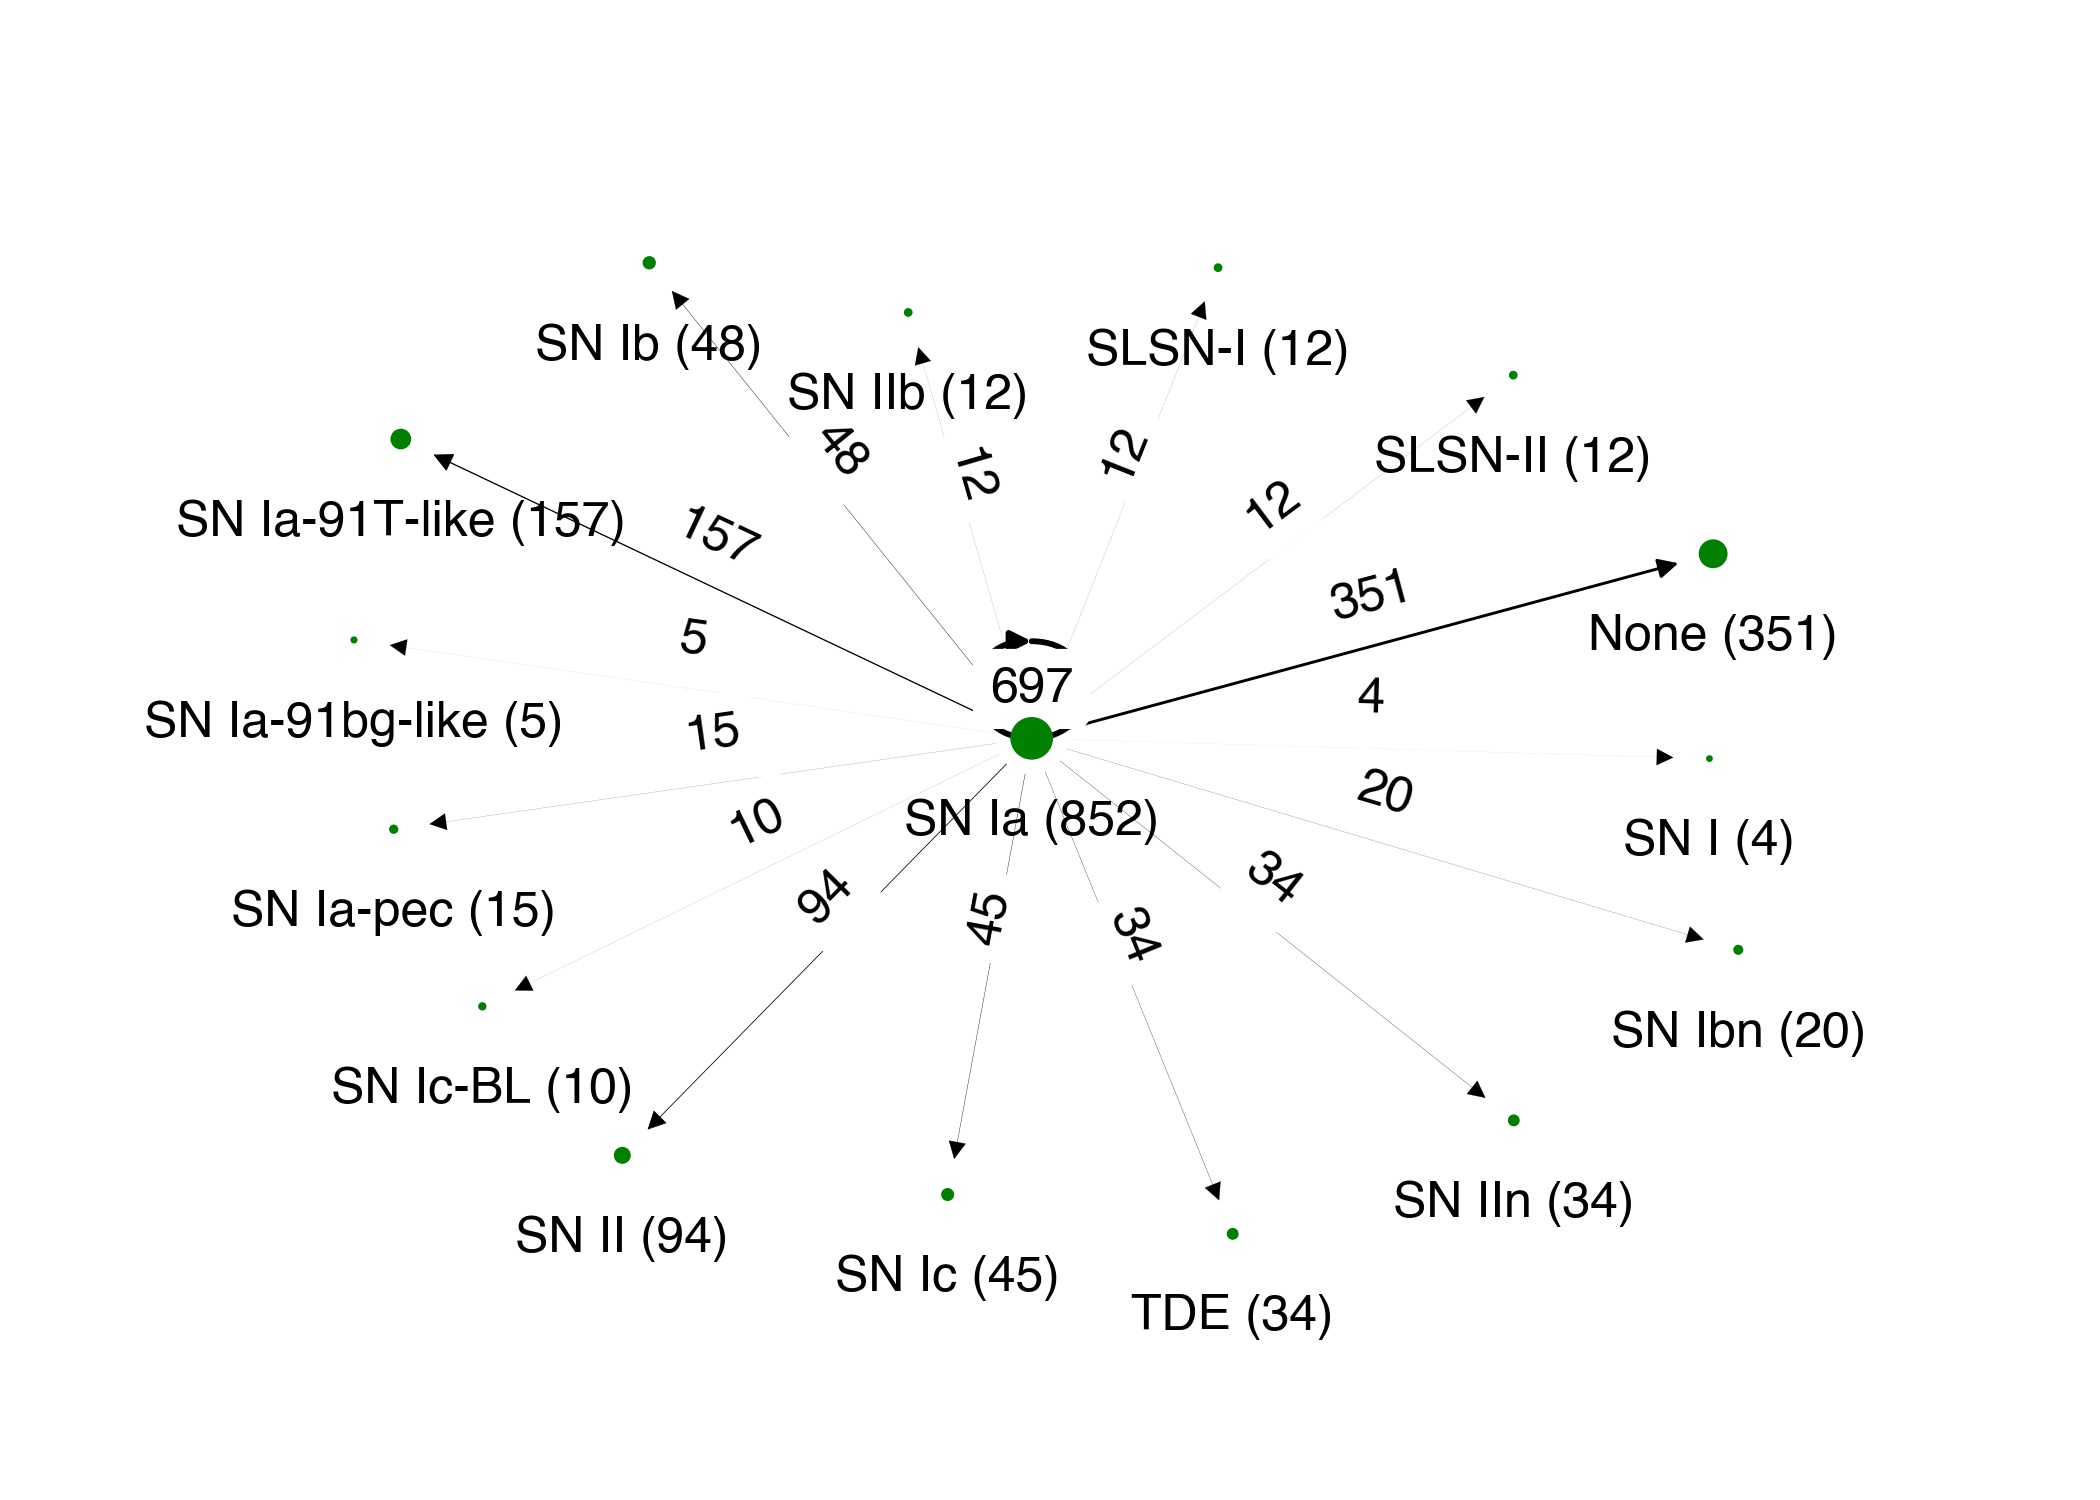 SN Ib (48)
SLSN-I (12)
SN IIb (12)
48
12
12
SLSN-II (12)
12
SN Ia-91T-like (157)
157
351
None (351)
5
697
4
SN Ia-91bg-like (5)
15
20
10
SN Ia (852)
SN I (4)
34
94
SN Ia-pec (15)
45
34
SN Ibn (20)
SN Ic-BL (10)
SN IIn (34)
SN II (94)
SN Ic (45)
TDE (34)